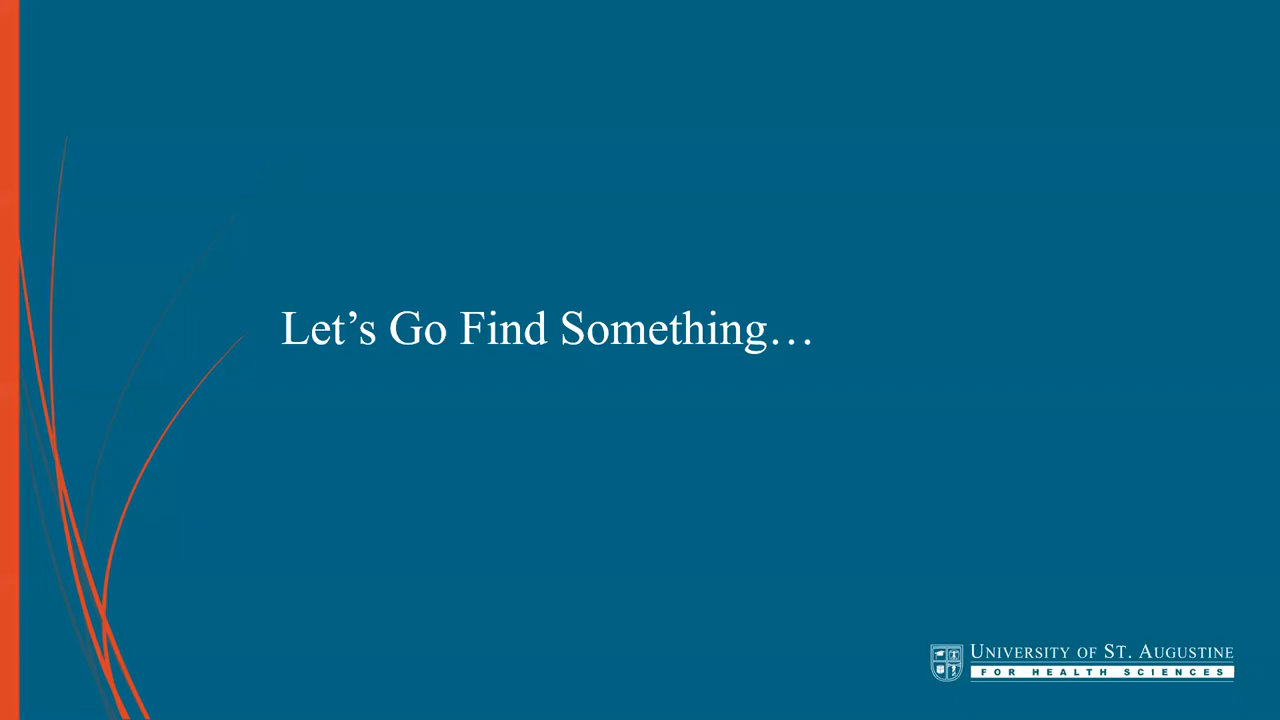 Let’s Go Find Something…
UNIVERSITY OF ST. AUGUSTINE
FOR HEALTH SCIENCES